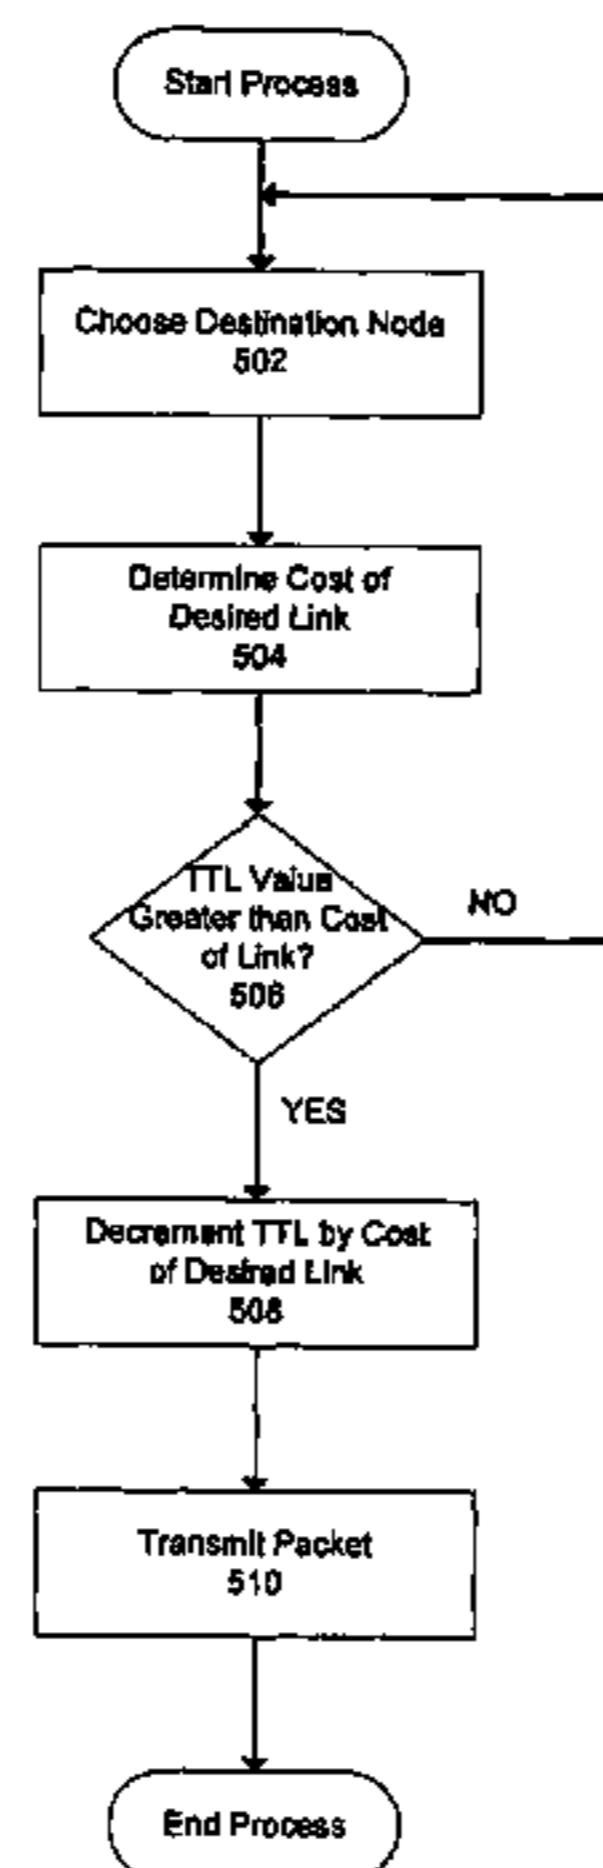 Start Process
Choose Destination Node
502
Determine Cost of
Desired Link
504
TTL Value
Greater than Cost
of Link?
506
NO
YES
Decrement TTL by Cost
of Desired Link
508
Transmit Packet
510
End Process